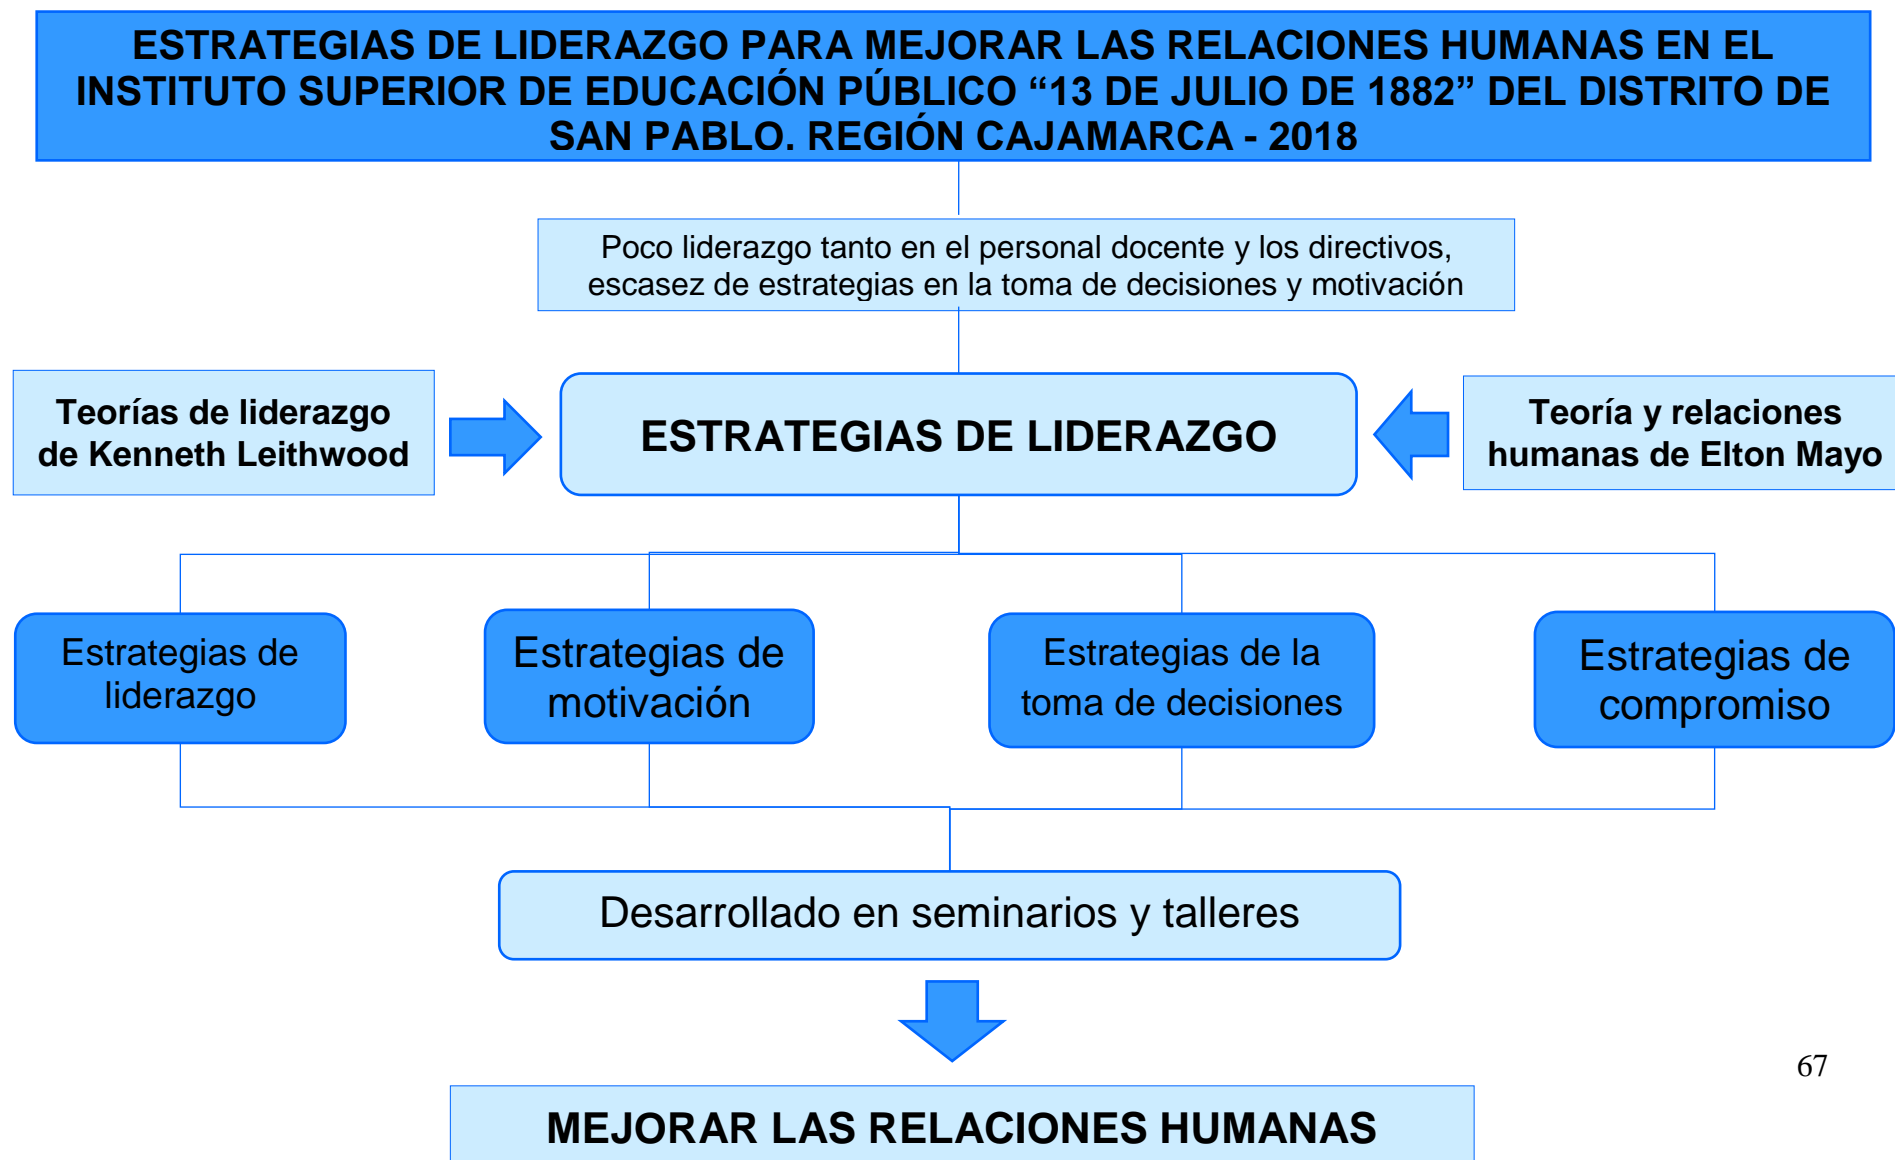 ESTRATEGIAS DE LIDERAZGO PARA MEJORAR LAS RELACIONES HUMANAS EN EL
INSTITUTO SUPERIOR DE EDUCACIÓN PÚBLICO “13 DE JULIO DE 1882” DEL DISTRITO DE
SAN PABLO. REGIÓN CAJAMARCA - 2018
Poco liderazgo tanto en el personal docente y los directivos,
escasez de estrategias en la toma de decisiones y motivación
Teorías de liderazgo
de Kenneth Leithwood
ESTRATEGIAS DE LIDERAZGO
Teoría y relaciones
humanas de Elton Mayo
Estrategias de
liderazgo
Estrategias de
motivación
Estrategias de la
toma de decisiones
Estrategias de
compromiso
Desarrollado en seminarios y talleres
67
MEJORAR LAS RELACIONES HUMANAS